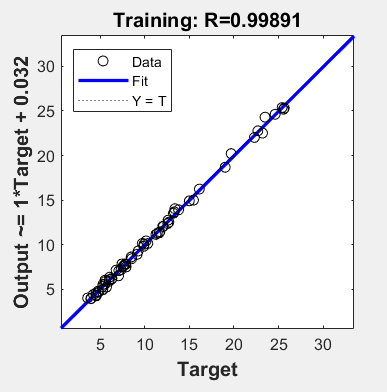 Training: R=0.99891
Output ~= 1*Target + 0.032
30
25
20
15
10
5
Data
Fit
Y = T
5 10 15 20 25 30
Target